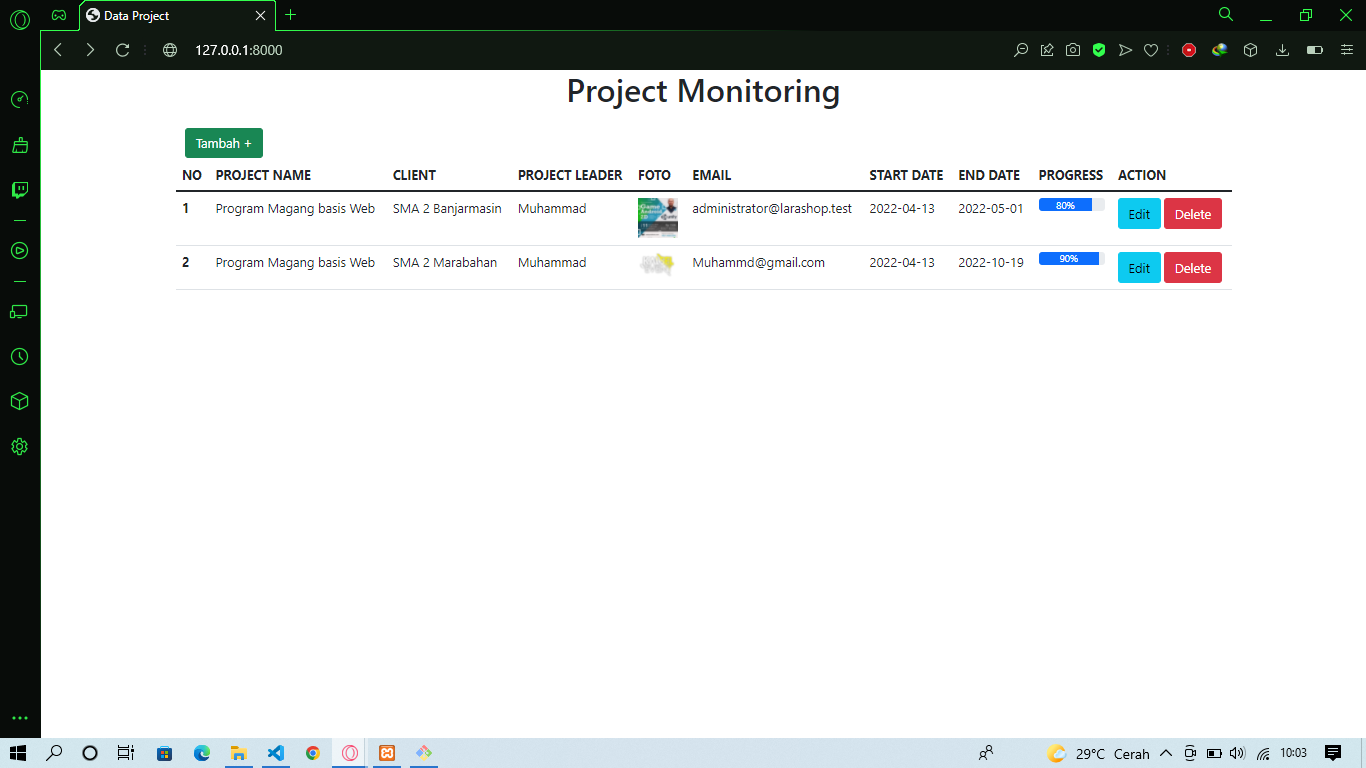 Data Project
127.0.0.1:8000
Project Monitoring
Tambah +
NO PROJECT NAME CLIENT PROJECT LEADER FOTO EMAIL START DATE END DATE PROGRESS ACTION
1 Program Magang basis Web SMA 2 Banjarmasin Muhammad administrator@larashop.test 2022-04-13 2022-05-01 80% Edit Delete
2 Program Magang basis Web SMA 2 Marabahan Muhammad Muhammd@gmail.com 2022-04-13 2022-10-19 90% Edit Delete
29°C Cerah 10:03